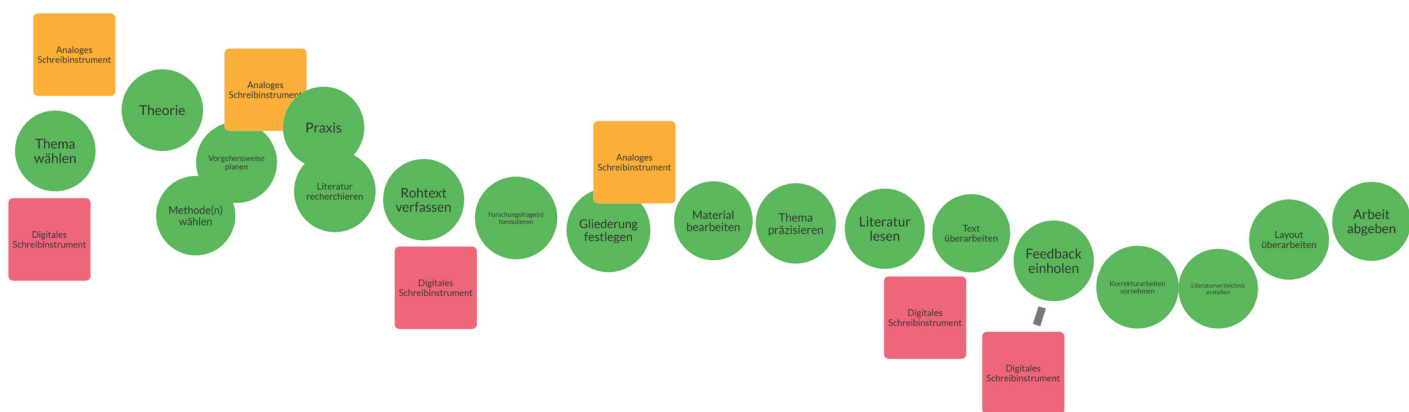 Analoges
Schreibinstrument
Thema
wählen
Digitales
Schreibinstrument
Theorie
Methode(n)
wählen
Vorgehensweise
planen
Analoges
Schreibinstrument
Praxis
Literatur
recherchieren
Rohtext
verfassen
Digitales
Schreibinstrument
Forschungsfrage(n)
formulieren
Gliederung
festlegen
Analoges
Schreibinstrument
Material
bearbeiten
Thema
präzisieren
Literatur
lesen
Digitales
Schreibinstrument
Text
überarbeiten
Feedback
einholen
Digitales
Schreibinstrument
Korrekturarbeiten
vornehmen
Literaturverzeichnis
erstellen
Layout
überarbeiten
Arbeit
abgeben